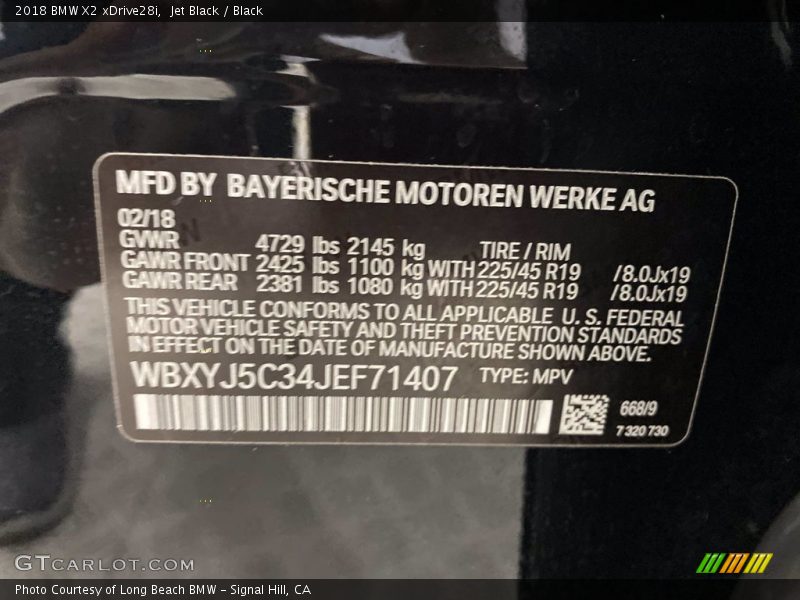 2018 BMW X2 xDrive28i, Jet Black / Black
MFD BY BAYERISCHE MOTOREN WERKE AG
02/18
GVWR 4729 lbs 2145 kg TIRE / RIM
GAWR FRONT 2425 lbs 1100 kg WITH 225/45 R19 /8.0Jx19
GAWR REAR 2381 lbs 1080 kg WITH 225/45 R19 /8.0Jx19
THIS VEHICLE CONFORMS TO ALL APPLICABLE U. S. FEDERAL
MOTOR VEHICLE SAFETY AND THEFT PREVENTION STANDARDS
IN EFFECT ON THE DATE OF MANUFACTURE SHOWN ABOVE.
WBXYJ5C34JEF71407 TYPE: MPV
668/9
7 320 730
GTCARLOT.COM
Photo Courtesy of Long Beach BMW - Signal Hill, CA